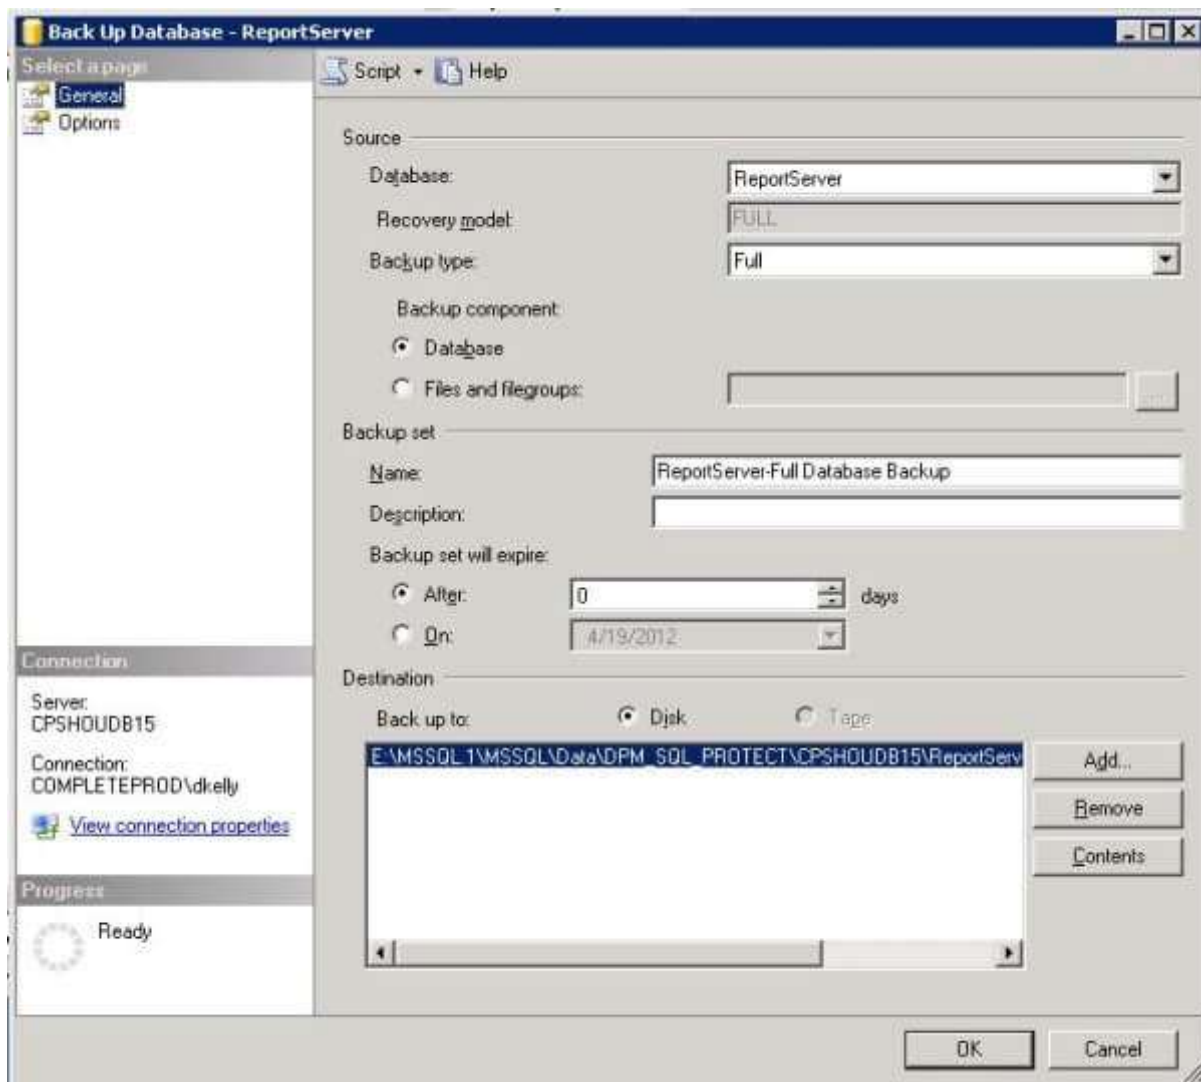 Back Up Database - ReportServer
Select a page
General
Options
Script
Help
Source
Database:
ReportServer
Recovery model:
FULL
Backup type:
Full
Backup component:
Database
Files and filegroups:
...
Backup set
Name:
ReportServer-Full Database Backup
Description:
Backup set will expire:
After:
0
days
On:
4/19/2012
Destination
Back up to:
Disk
Tape
E:\MSSQL.1\MSSQL\Data\DPM_SQL_PROTECT\CPSHOUDB15\ReportServ
Add...
Remove
Contents
Connection
Server:
CPSHOUDB15
Connection:
COMPLETEPROD\dkelly
View connection properties
Progress
Ready
OK
Cancel